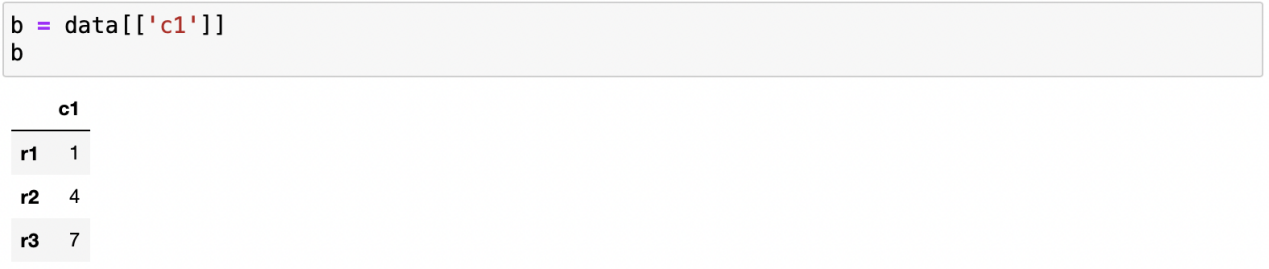 b = data[['c1']]
b
c1
r1 1
r2 4
r3 7